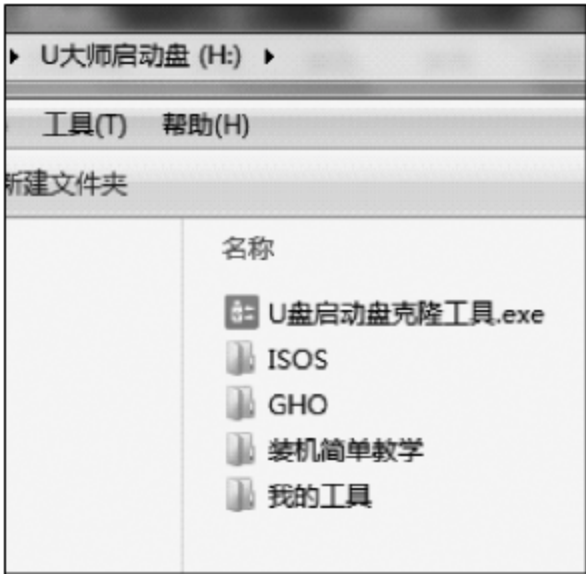 U大师启动盘 (H:)
工具(T) 帮助(H)
新建文件夹
名称
U盘启动盘克隆工具.exe
ISOS
GHO
装机简单教学
我的工具